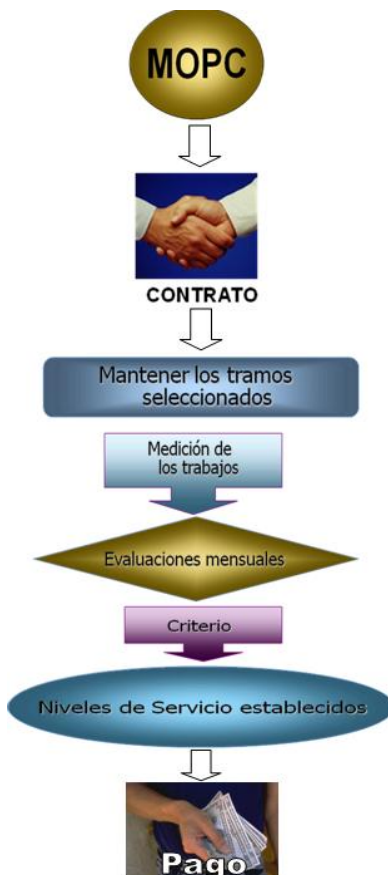 MOPC
CONTRATO
Mantener los tramos
seleccionados
Medición de
los trabajos
Evaluaciones mensuales
Criterio
Niveles de Servicio establecidos
Pago